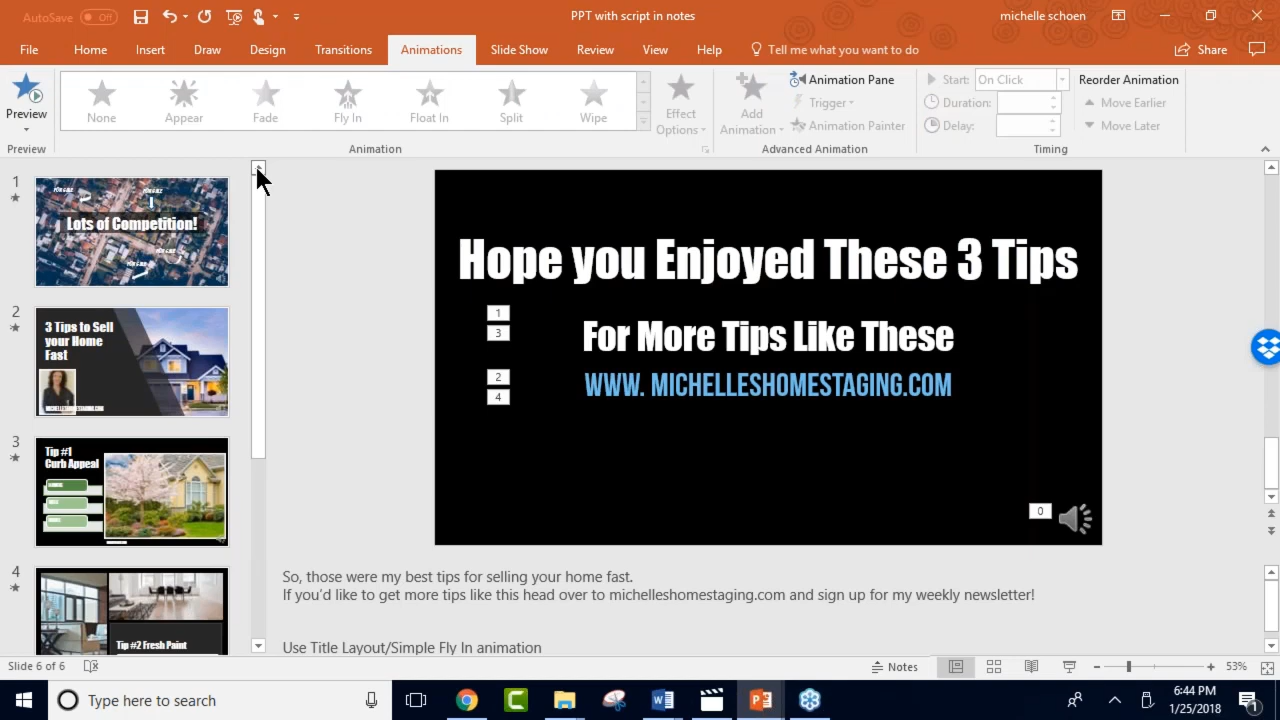 AutoSave Off
PPT with script in notes
michelle schoen
File Home Insert Draw Design Transitions Animations Slide Show Review View Help Tell me what you want to do Share
Preview
None Appear Fade Fly In Float In Split Wipe
Effect Options
Add Animation
Animation Pane
Trigger
Animation Painter
Start: On Click
Duration:
Delay:
Reorder Animation
Move Earlier
Move Later
Preview Animation Advanced Animation Timing
1
Lots of Competition!
2
3 Tips to Sell
your Home
Fast
3
Tip #1
Curb Appeal
4
Tip #2 Fresh Paint
Hope you Enjoyed These 3 Tips
1
3
For More Tips Like These
2
4
WWW. MICHELLESHOMESTAGING.COM
0
So, those were my best tips for selling your home fast.
If you'd like to get more tips like this head over to michelleshomestaging.com and sign up for my weekly newsletter!
Use Title Layout/Simple Fly In animation
Slide 6 of 6
Notes
53%
Type here to search
6:44 PM
1/25/2018
1